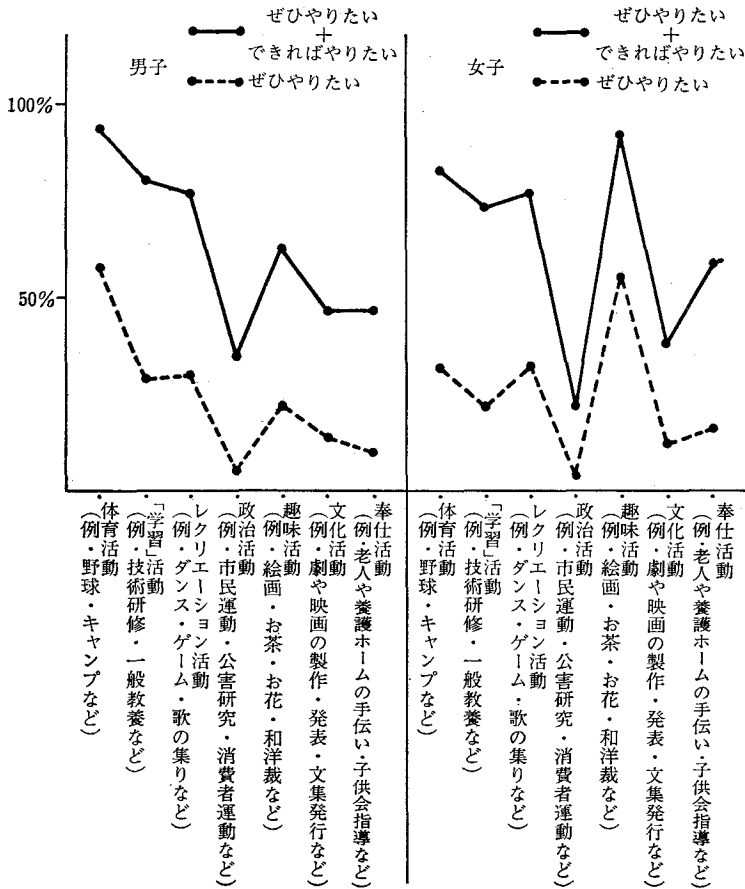 男子
ぜひやりたい
+
できればやりたい
ぜひやりたい
女子
ぜひやりたい
+
できればやりたい
ぜひやりたい
100%
50%
体育活動
(例・野球・キャンプなど)
「学習」活動
(例・技術研修・一般教養など)
レクリエーション活動
(例・ダンス・ゲーム・歌の集りなど)
政治活動
(例・市民運動・公害研究・消費者運動など)
趣味活動
(例・絵画・お茶・お花・和洋裁など)
文化活動
(例・劇や映画の製作・発表・文集発行など)
奉仕活動
(例・老人や養護ホームの手伝い・子供会指導など)
体育活動
(例・野球・キャンプなど)
「学習」活動
(例・技術研修・一般教養など)
レクリエーション活動
(例・ダンス・ゲーム・歌の集りなど)
政治活動
(例・市民運動・公害研究・消費者運動など)
趣味活動
(例・絵画・お茶・お花・和洋裁など)
文化活動
(例・劇や映画の製作・発表・文集発行など)
奉仕活動
(例・老人や養護ホームの手伝い・子供会指導など)